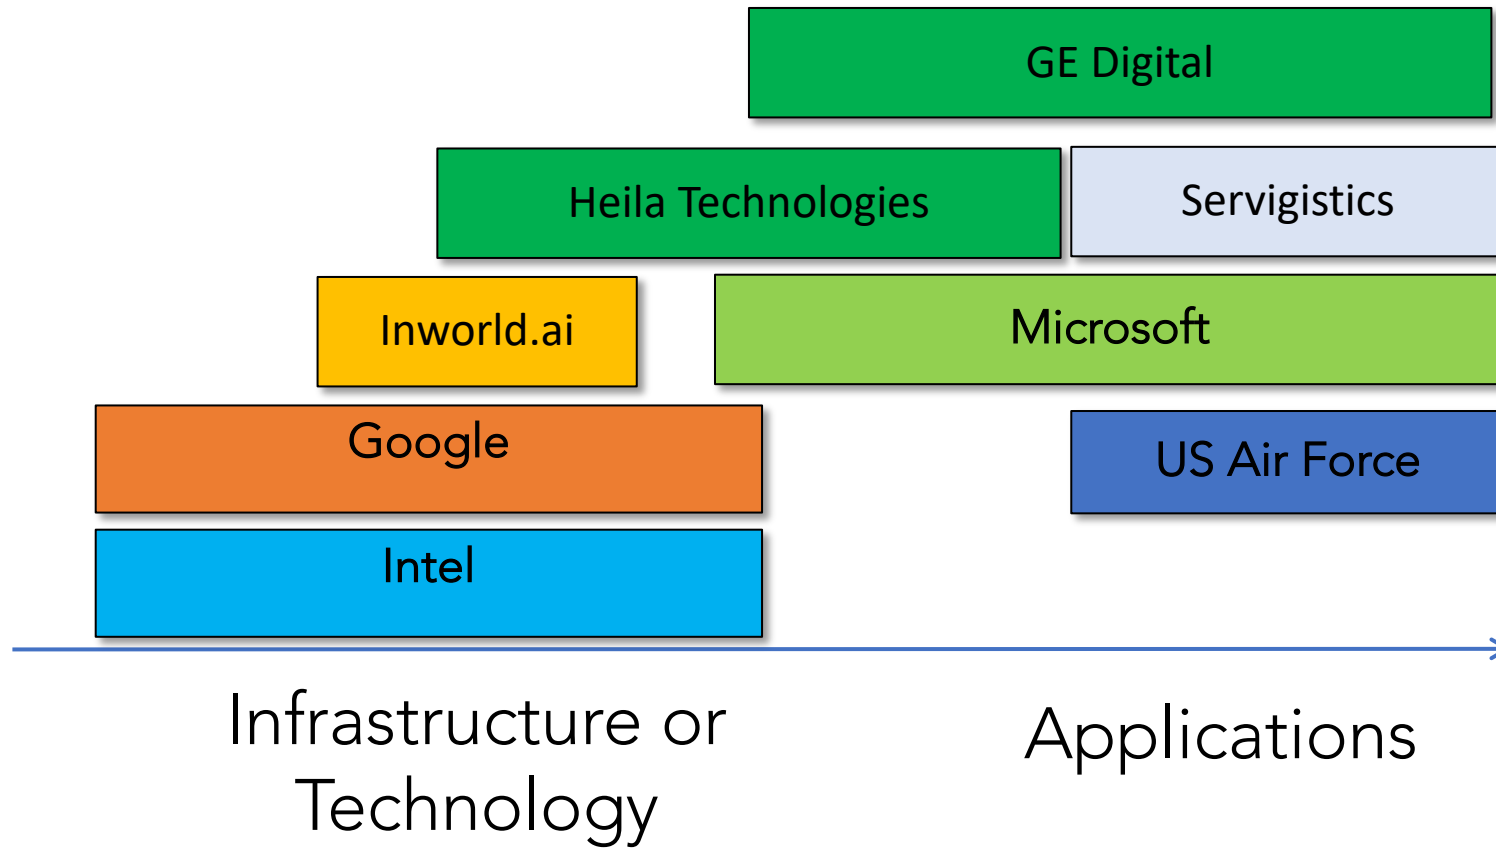 GE Digital
Heila Technologies
Servigistics
Inworld.ai
Microsoft
Google
US Air Force
Intel
Infrastructure or
Technology
Applications